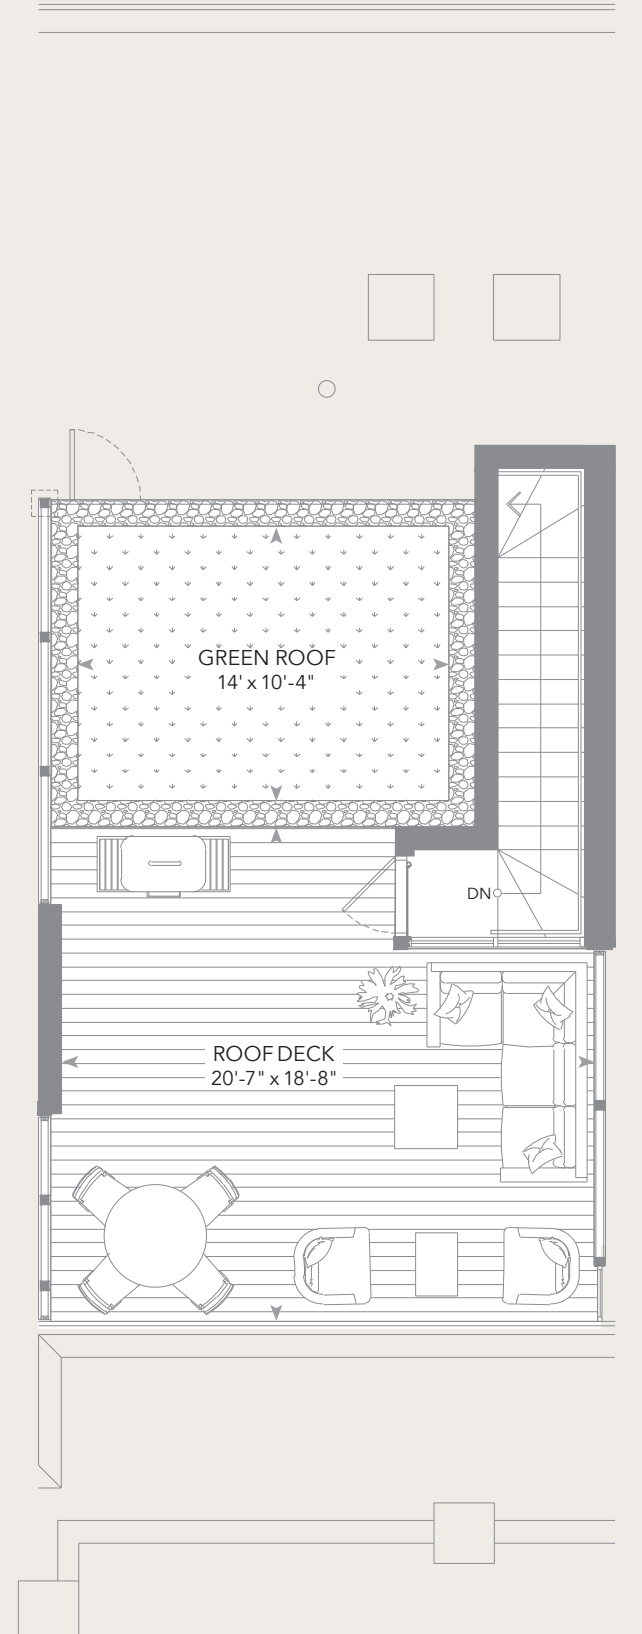 GREEN ROOF
14' x 10'-4"
DN
ROOF DECK
20'-7" x 18'-8"